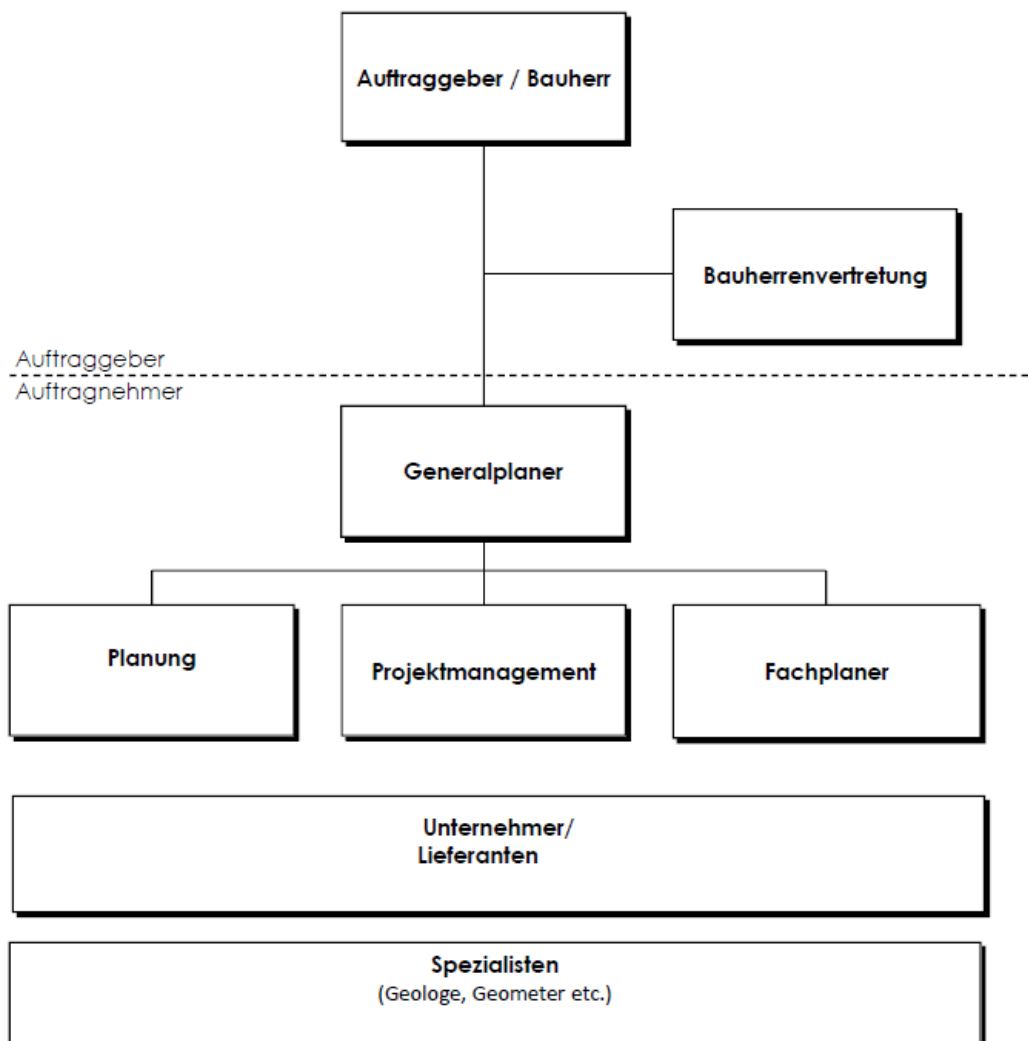 Auftraggeber / Bauherr
Bauherrenvertretung
Auftraggeber
Auftragnehmer
Generalplaner
Planung
Projektmanagement
Fachplaner
Unternehmer/
Lieferanten
Spezialisten
(Geologe, Geometer etc.)